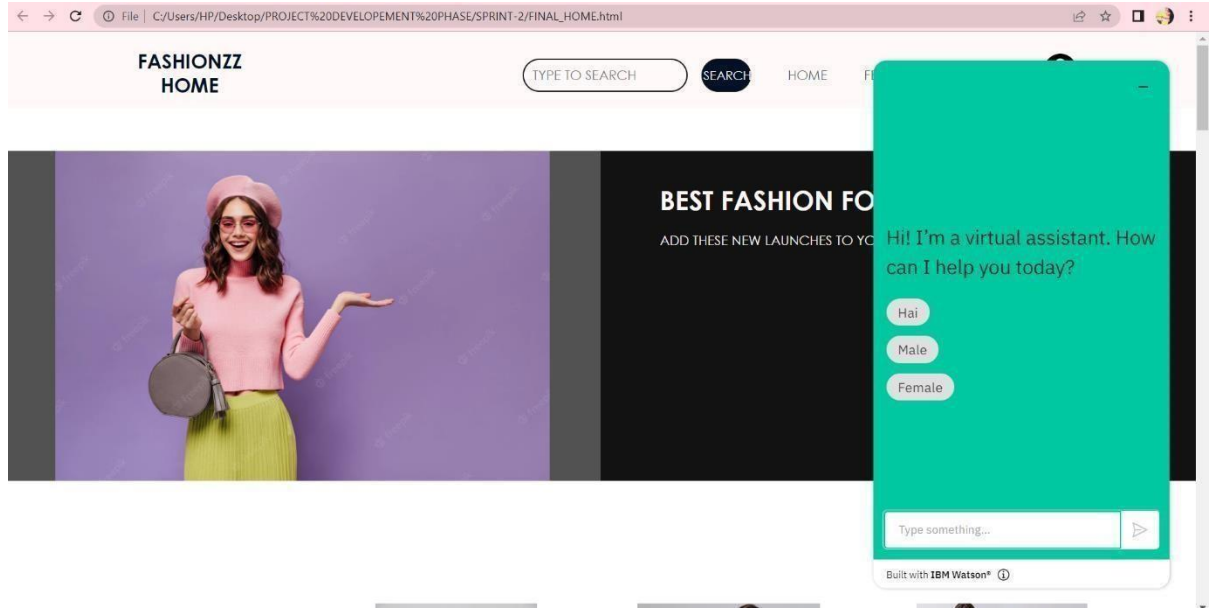 File | C:/Users/HP/Desktop/PROJECT%20DEVELOPEMENT%20PHASE/SPRINT-2/FINAL_HOME.html
FASHIONZZ
HOME
TYPE TO SEARCH
SEARCH
HOME
BEST FASHION FO
ADD THESE NEW LAUNCHES TO YO
Hi! I'm a virtual assistant. How
can I help you today?
Hai
Male
Female
Type something...
Built with IBM Watson®